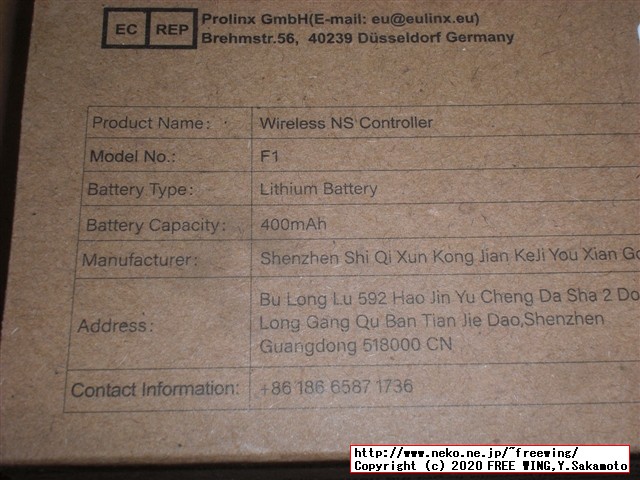 EC REP
Prolinx GmbH(E-mail: eu@eulinx.eu)
Brehmstr.56, 40239 Düsseldorf Germany
Product Name: Wireless NS Controller
Model No.: F1
Battery Type: Lithium Battery
Battery Capacity: 400mAh
Manufacturer: Shenzhen Shi Qi Xun Kong Jian KeJi You Xian
Address: Bu Long Lu 592 Hao Jin Yu Cheng Da Sha 2
Long Gang Qu Ban Tian Jie Dao,Shenzhen
Guangdong 518000 CN
Contact Information: +86 186 6587 1736
http://www.neko.ne.jp/~freewing/
Copyright (c) 2020 FREE WING,Y.Sakamoto